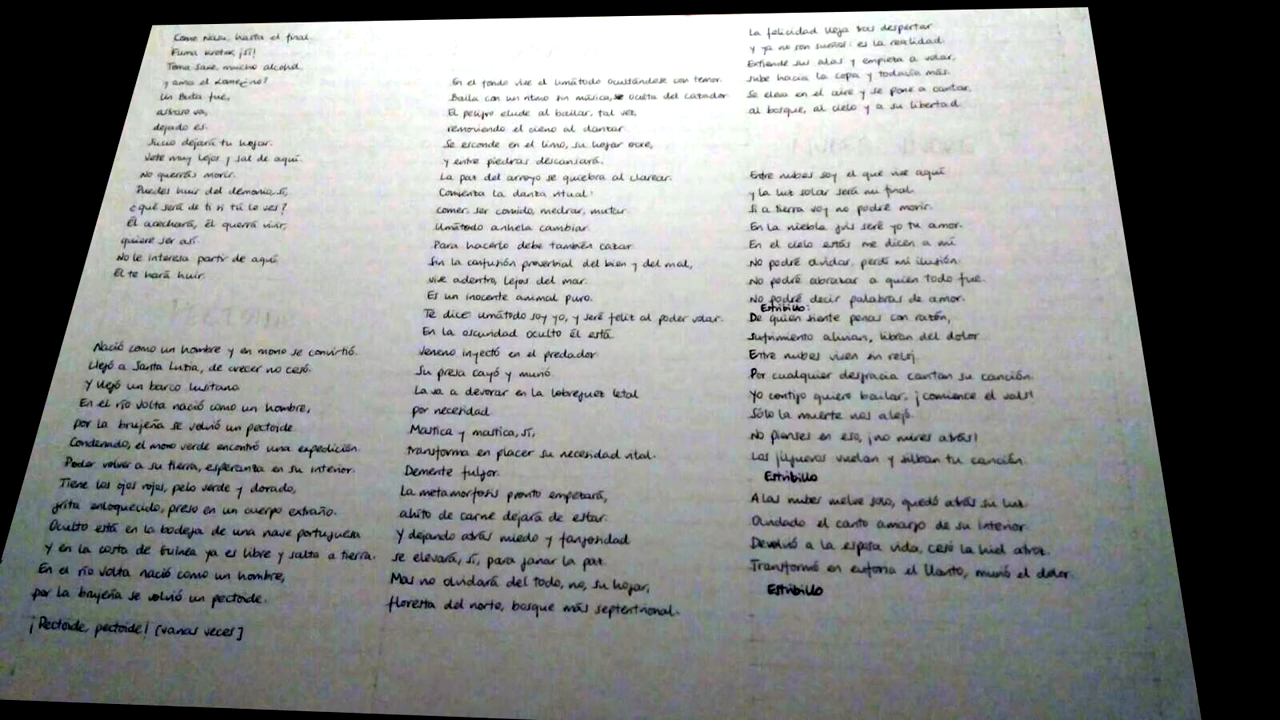 Come Nasu, hasta el final.
Fuma krotek, ¡sí!
Toma Sake, mucho alcohol,
y ama el
Un Buda fue,
va,
dejado es.
Sucio dejará tu hogar.
Vete muy lejos y sal de aquí.
No querrás morir.
Puedes huir del demonio, sí,
¿qué será de ti si tú lo ves?
Él acechará, él querrá vivir,
quiere ser así.
No le interesa partir de aquí.
Él te hará huir.
Nació como un hombre y en mono se convirtió.
Llegó a Santa Lucía, de crecer no cesó.
Y llegó un barco lusitano.
En el río Volta nació como un hombre,
por la brujeña se volvió un pectoide.
Condenado, el mono verde encontró una expedición.
Poder volver a su tierra, esperanza en su interior.
Tiene los ojos rojos, pelo verde y dorado,
grita enloquecido, preso en un cuerpo extraño.
Oculto está en la bodega de una nave portuguesa
y en la costa de Guinea ya es libre y salta a tierra.
En el río Volta nació como un hombre,
por la brujeña se volvió un pectoide.
¡Pectoide, pectoide! [varias veces]
En el fondo vive el Umátodo ocultándose con temor.
Baila con un ritmo sin música, se oculta del cazador.
El peligro elude al bailar, tal vez,
removiendo el cieno al danzar.
Se esconde en el limo, su hogar ocre,
y entre piedras descansará.
La paz del arroyo se quiebra al clarear.
Comienza la danza ritual:
comer, ser comido, medrar, mutar.
Umátodo anhela cambiar.
Para hacerlo debe también cazar.
Sin la confusión proverbial del bien y del mal,
vive adentro, lejos del mar.
Es un inocente animal puro.
Te dice: umátodo soy yo, y seré feliz al poder volar.
En la oscuridad oculto él está.
Veneno inyectó en el predador
Su presa cayó y murió.
La va a devorar en la lobreguez letal
por necesidad
Mastica y mastica, sí,
transforma en placer su necesidad vital.
Demente fulgor.
La metamorfosis pronto empezará,
ahíto de carne dejará de estar.
Y dejando atrás miedo y fangosidad
se elevará, sí, para ganar la paz.
Mas no olvidará del todo, no, su hogar,
floresta del norte, bosque más septentrional.
La felicidad llega tras despertar
y ya no son sueños: es la realidad.
Extiende sus alas y empieza a volar,
sube hacia la copa y todavía más.
Se eleva en el aire y se pone a cantar,
al bosque, al cielo y a su libertad.
Entre nubes soy el que vive aquí
y la luz solar será mi final.
Si a tierra voy no podré morir.
En la niebla gris seré yo tu amor.
En el cielo estás me dicen a mí
No podré olvidar, perdí mi ilusión.
No podré abrazar a quien todo fue.
No podré decir palabras de amor.
Estribillo:
De quien siente penas con razón,
sufrimiento alivian, libran del dolor.
Entre nubes viven sin reloj.
Por cualquier desgracia cantan su canción.
Yo contigo quiero bailar, ¡comience el vals!
Sólo la muerte nos alejó.
No pienses en eso, ¡no mires atrás!
Los jilgueros vuelan y silban tu canción.
Estribillo
A las nubes vuelve solo, quedó atrás su luz.
Olvidado el canto amargo de su interior.
Devolvió a la esposa vida, cesó la hiel atroz.
Transformó en euforia el llanto, murió el dolor.
Estribillo